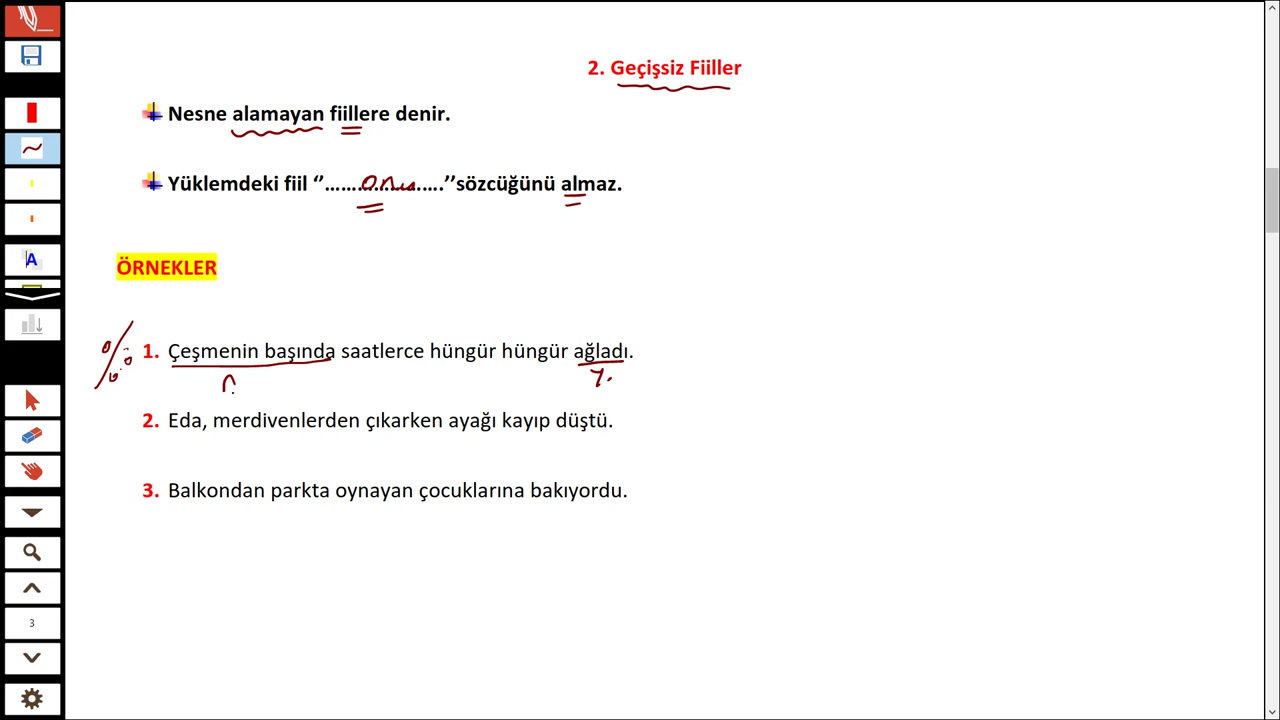 2. Geçişsiz Fiiller
Nesne alamayan fiillere denir.
Yüklemdeki fiil ‘’……onu…….’’sözcüğünü almaz.
ÖRNEKLER
1. Çeşmenin başında saatlerce hüngür hüngür ağladı.
y.
2. Eda, merdivenlerden çıkarken ayağı kayıp düştü.
3. Balkondan parkta oynayan çocuklarına bakıyordu.
A
3